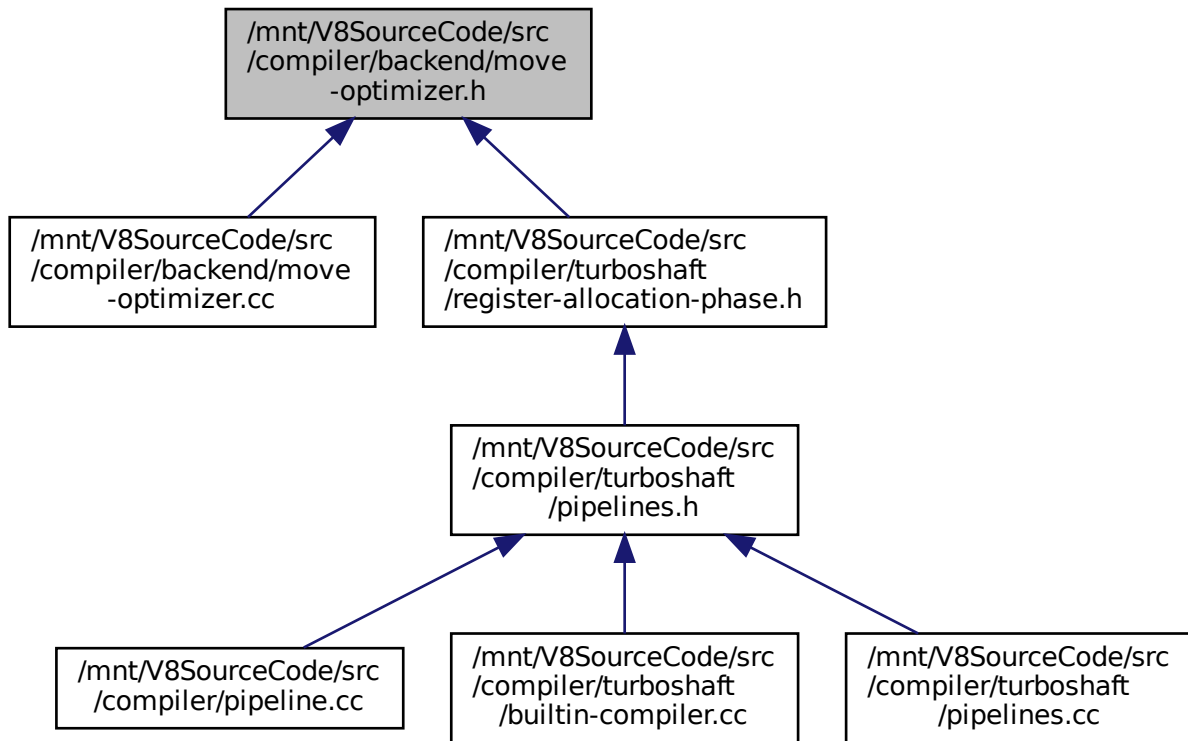 /mnt/V8SourceCode/src
/compiler/backend/move
-optimizer.h
/mnt/V8SourceCode/src
/compiler/backend/move
-optimizer.cc
/mnt/V8SourceCode/src
/compiler/turboshaft
/register-allocation-phase.h
/mnt/V8SourceCode/src
/compiler/turboshaft
/pipelines.h
/mnt/V8SourceCode/src
/compiler/pipeline.cc
/mnt/V8SourceCode/src
/compiler/turboshaft
/builtin-compiler.cc
/mnt/V8SourceCode/src
/compiler/turboshaft
/pipelines.cc